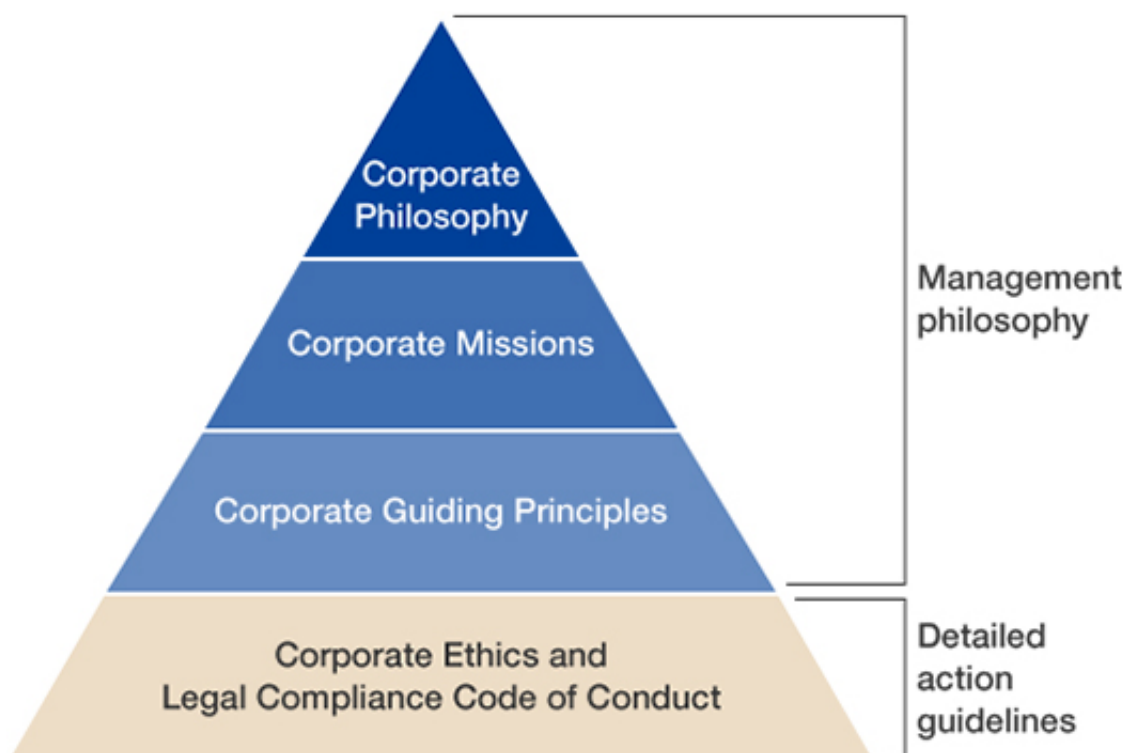 Corporate
Philosophy
Corporate Missions
Corporate Guiding Principles
Corporate Ethics and
Legal Compliance Code of Conduct
Management
philosophy
Detailed
action
guidelines